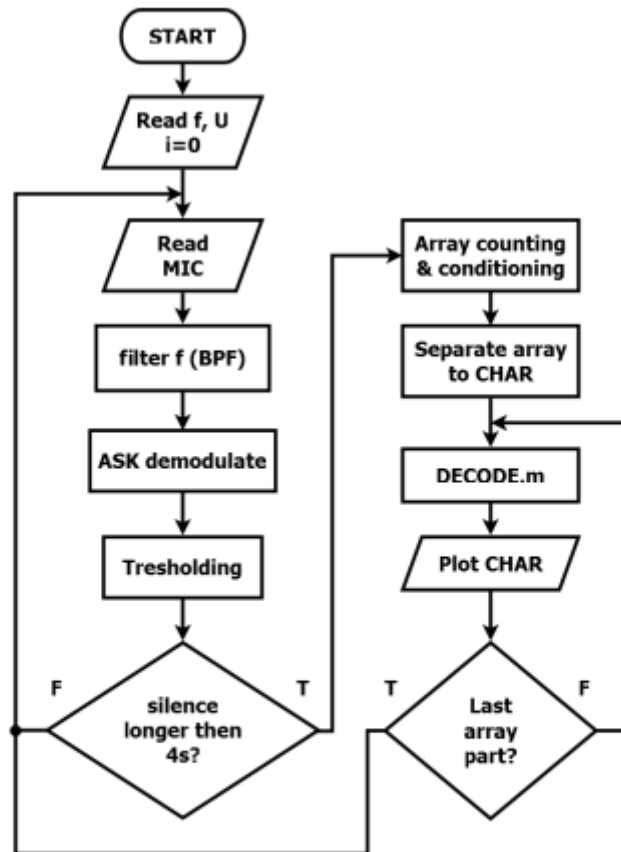 START
Read f, U
i=0
Read
MIC
filter f (BPF)
ASK demodulate
Tresholding
F
T
silence
longer then
4s?
Array counting
& conditioning
Separate array
to CHAR
DECODE.m
Plot CHAR
T
F
Last
array
part?